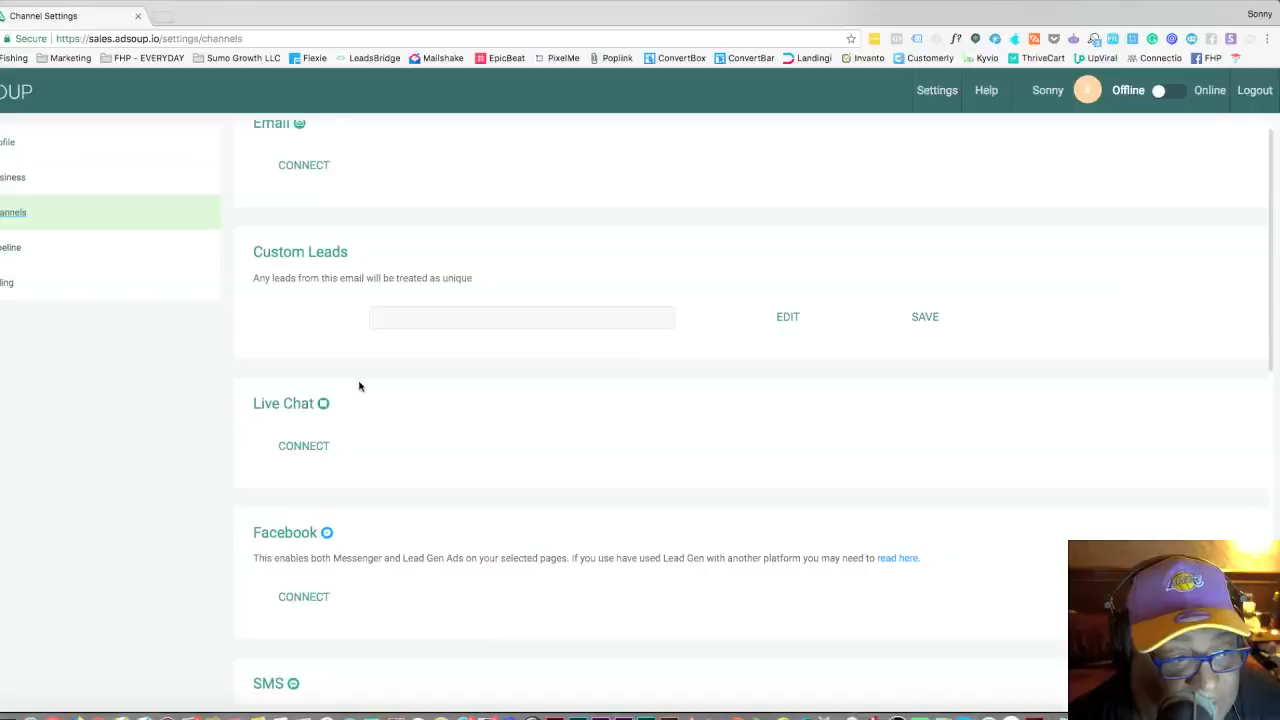 Channel Settings
Sonny
Secure
https://sales.adsoup.io/settings/channels
Fishing
Marketing
FHP - EVERYDAY
Sumo Growth LLC
Flexie
LeadsBridge
Mailshake
EpicBeat
PixelMe
Poplink
ConvertBox
ConvertBar
Landingi
Invanto
Customerly
Kyvio
ThriveCart
UpViral
Connectio
FHP
OUP
Settings
Help
Sonny
Offline
Online
Logout
ofile
siness
annels
peline
ling
Email
CONNECT
Custom Leads
Any leads from this email will be treated as unique
EDIT
SAVE
Live Chat
CONNECT
Facebook
This enables both Messenger and Lead Gen Ads on your selected pages. If you use have used Lead Gen with another platform you may need to read here.
CONNECT
SMS